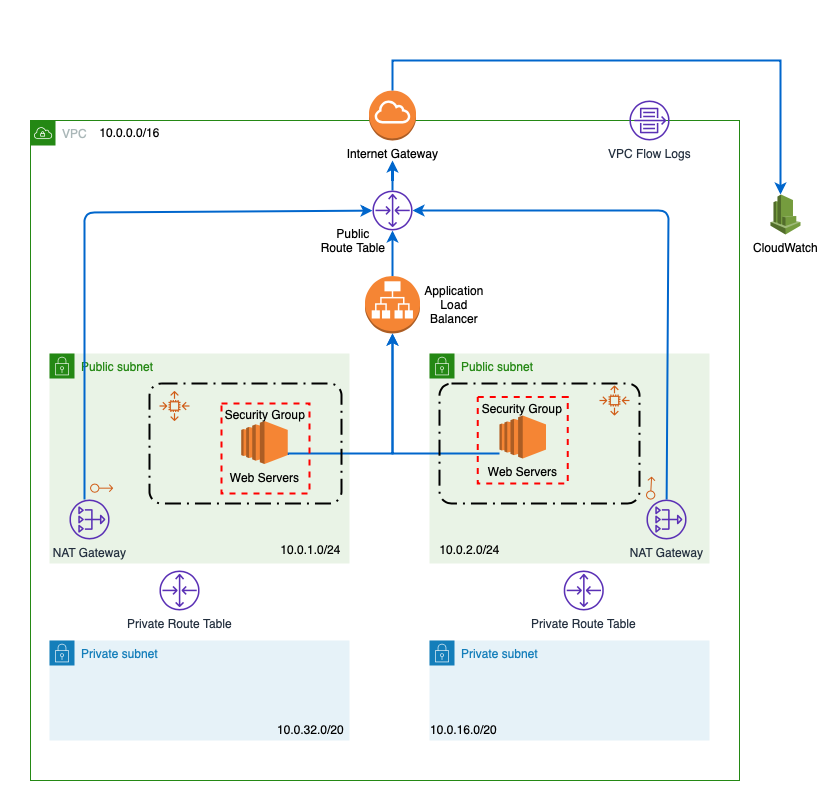 VPC 10.0.0.0/16
Internet Gateway
VPC Flow Logs
Public
Route Table
CloudWatch
Application
Load
Balancer
Public subnet
Security Group
Web Servers
NAT Gateway
10.0.1.0/24
Public subnet
Security Group
Web Servers
10.0.2.0/24
NAT Gateway
Private Route Table
Private Route Table
Private subnet
10.0.32.0/20
Private subnet
10.0.16.0/20